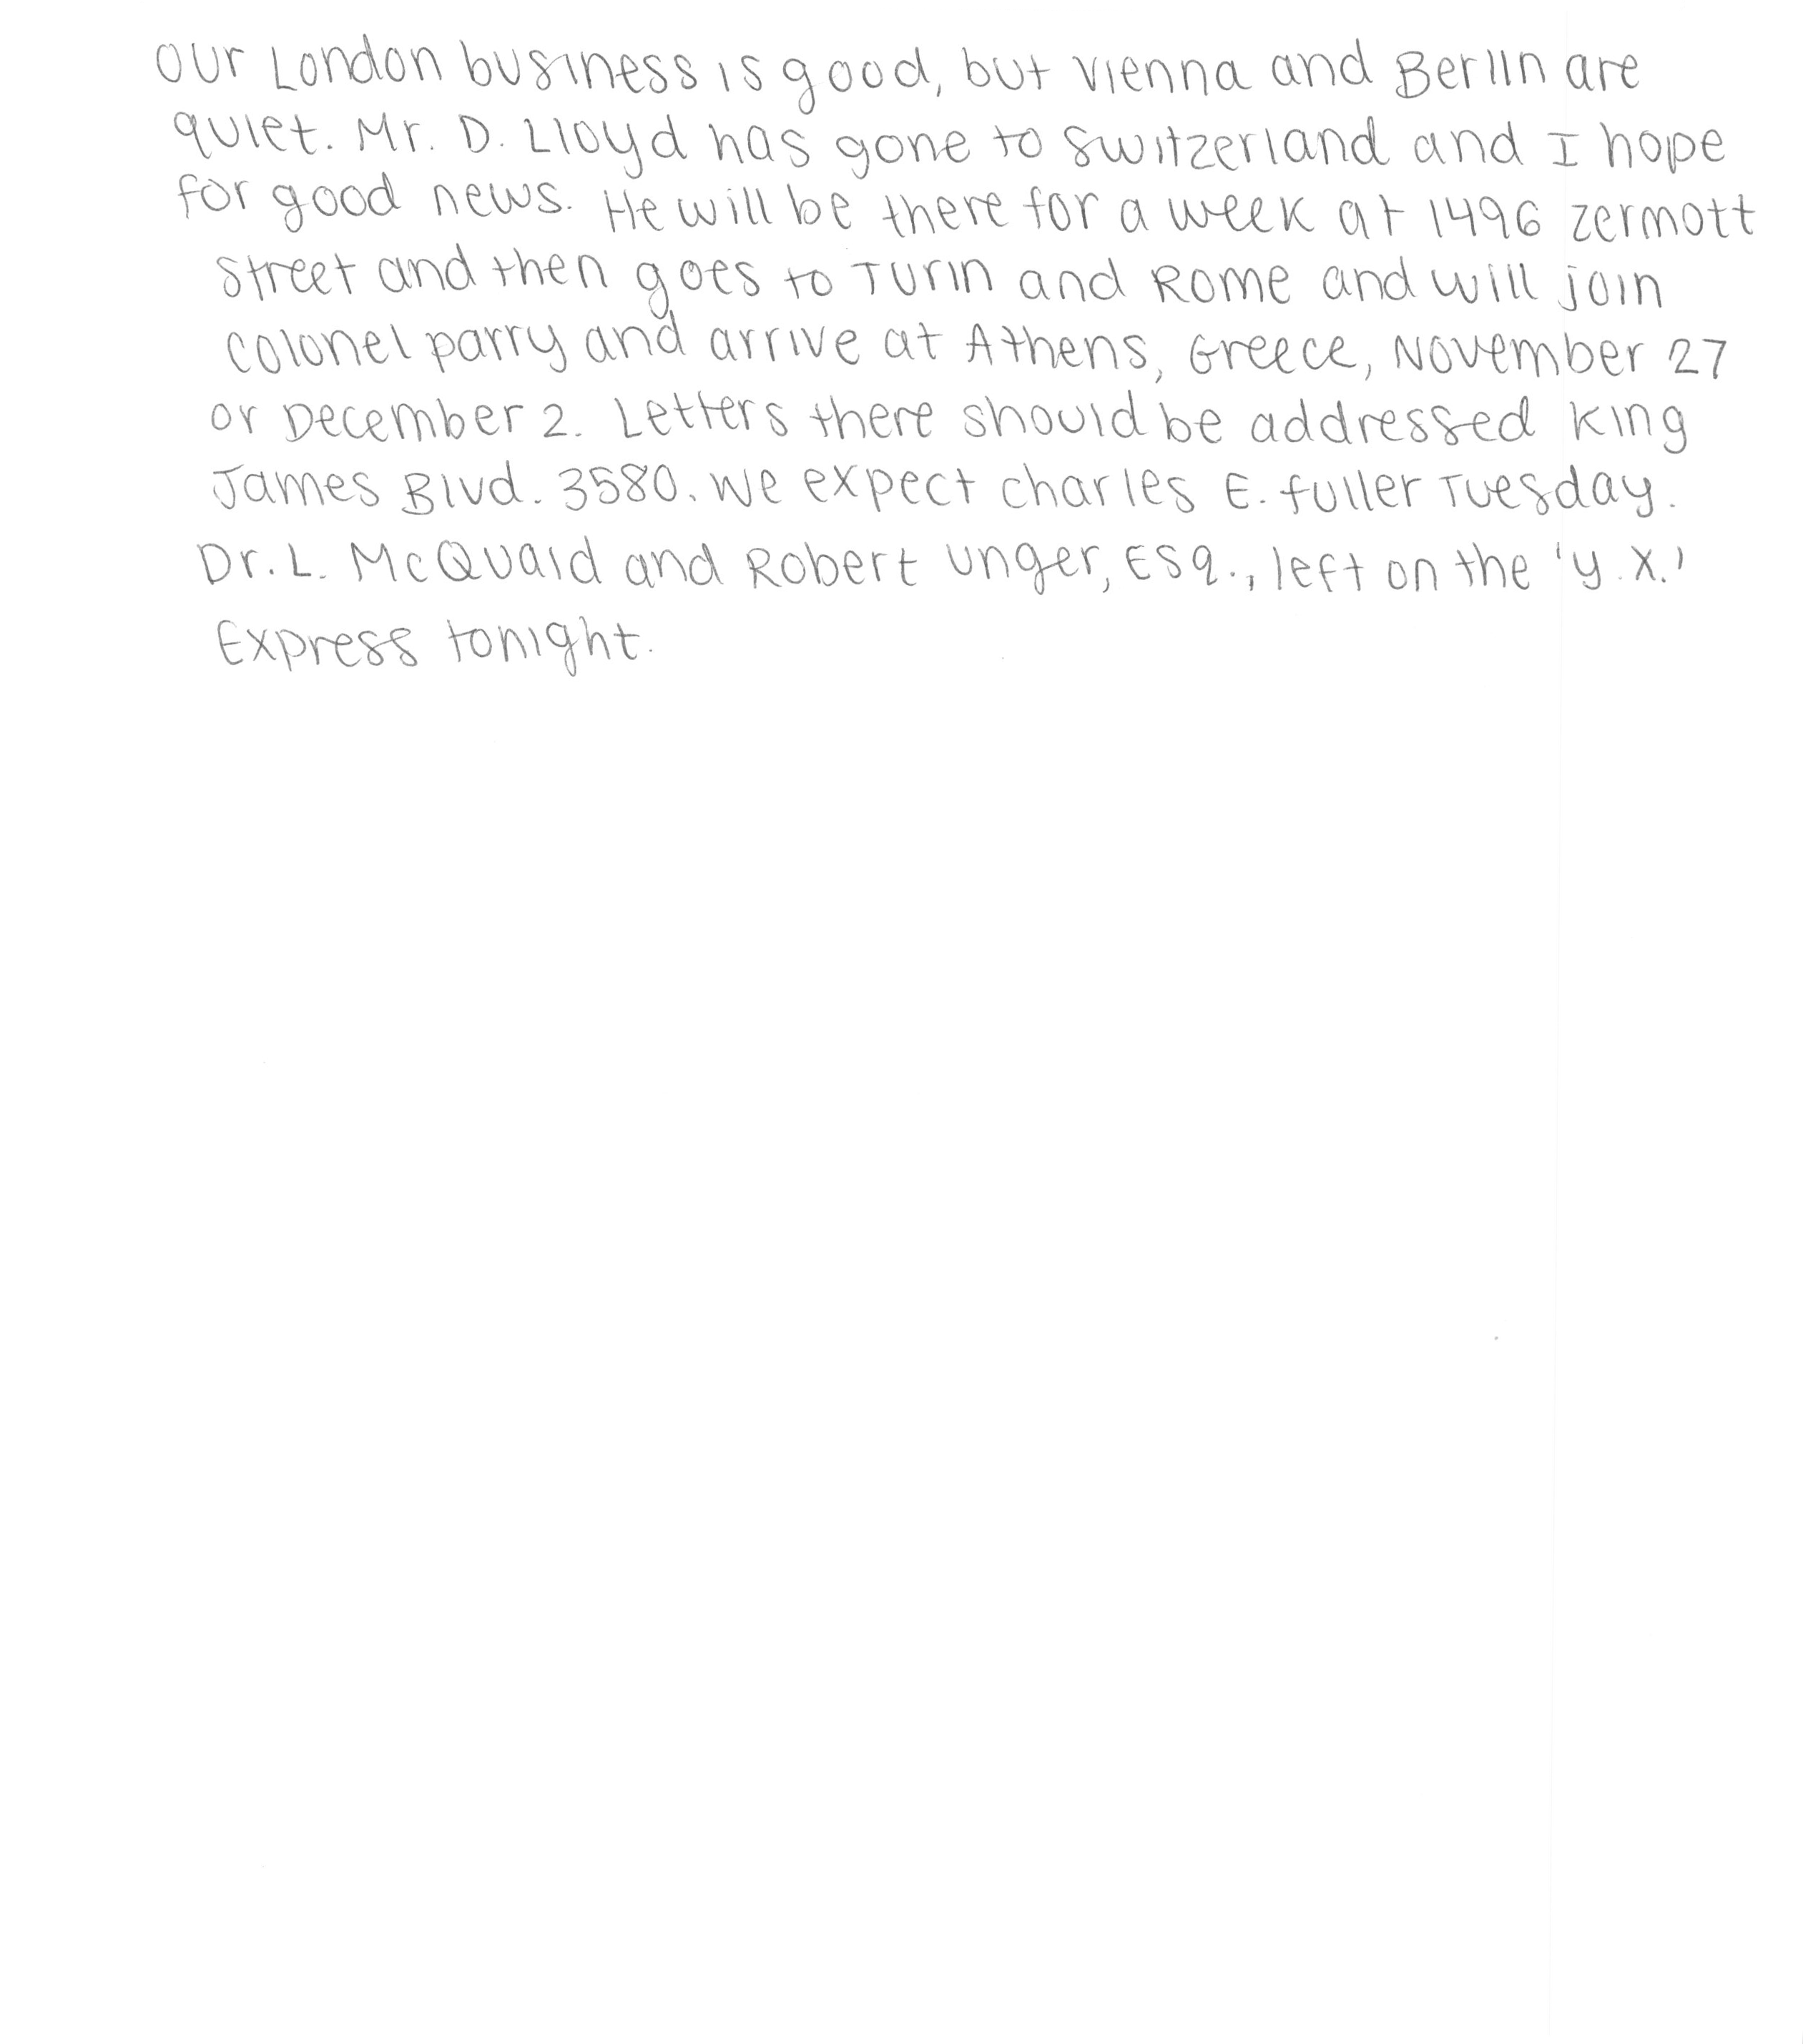 Our London business is good, but Vienna and Berlin are
quiet. Mr. D. Lloyd has gone to Switzerland and I hope
for good news. He will be there for a week at 1496 Zermott
street and then goes to Turin and Rome and will join
Colonel Parry and arrive at Athens, Greece, November 27
or December 2. Letters there should be addressed King
James Blvd. 3580. We expect Charles E. Fuller Tuesday.
Dr. L. McQuaid and Robert Unger, Esq., left on the 'Y.X.'
Express tonight.